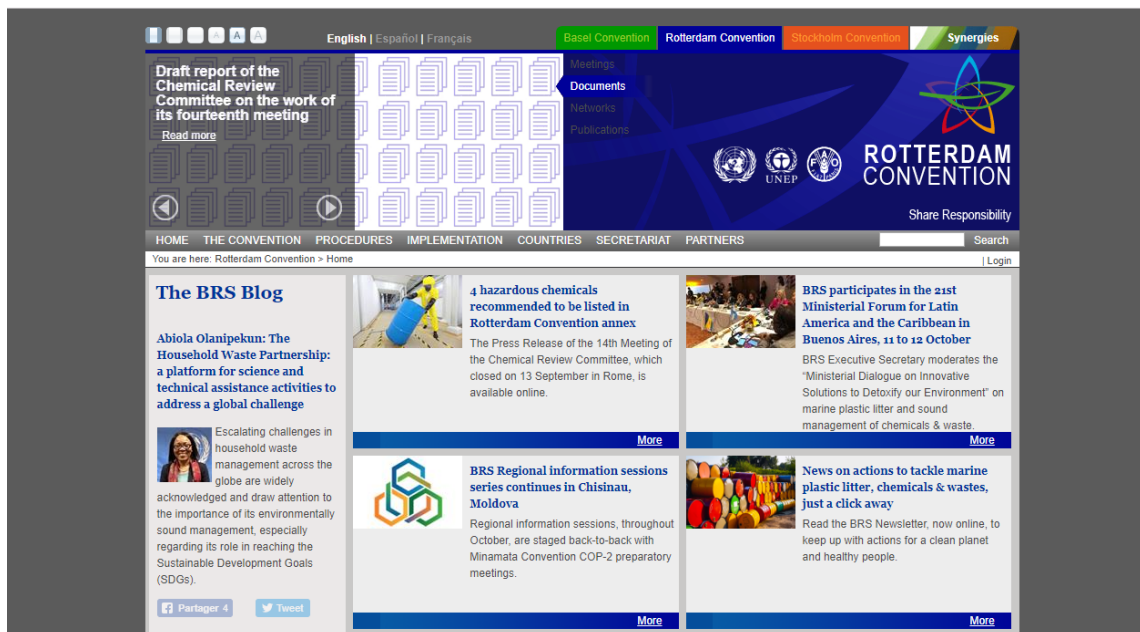 A A A
English | Español | Français
Basel Convention
Rotterdam Convention
Stockholm Convention
Synergies
Draft report of the
Chemical Review
Committee on the work of
its fourteenth meeting
Read more
Meetings
Documents
Networks
Publications
UNEP
FAO
ROTTERDAM
CONVENTION
Share Responsibility
HOME THE CONVENTION PROCEDURES IMPLEMENTATION COUNTRIES SECRETARIAT PARTNERS Search
You are here: Rotterdam Convention > Home
| Login
The BRS Blog
Abiola Olanipekun: The
Household Waste Partnership:
a platform for science and
technical assistance activities to
address a global challenge
Escalating challenges in
household waste
management across the
globe are widely
acknowledged and draw attention to
the importance of its environmentally
sound management, especially
regarding its role in reaching the
Sustainable Development Goals
(SDGs).
Partager 4
Tweet
4 hazardous chemicals
recommended to be listed in
Rotterdam Convention annex
The Press Release of the 14th Meeting of
the Chemical Review Committee, which
closed on 13 September in Rome, is
available online.
More
BRS participates in the 21st
Ministerial Forum for Latin
America and the Caribbean in
Buenos Aires, 11 to 12 October
BRS Executive Secretary moderates the
“Ministerial Dialogue on Innovative
Solutions to Detoxify our Environment” on
marine plastic litter and sound
management of chemicals & waste.
More
BRS Regional information sessions
series continues in Chisinau,
Moldova
Regional information sessions, throughout
October, are staged back-to-back with
Minamata Convention COP-2 preparatory
meetings.
More
News on actions to tackle marine
plastic litter, chemicals & wastes,
just a click away
Read the BRS Newsletter, now online, to
keep up with actions for a clean planet
and healthy people.
More